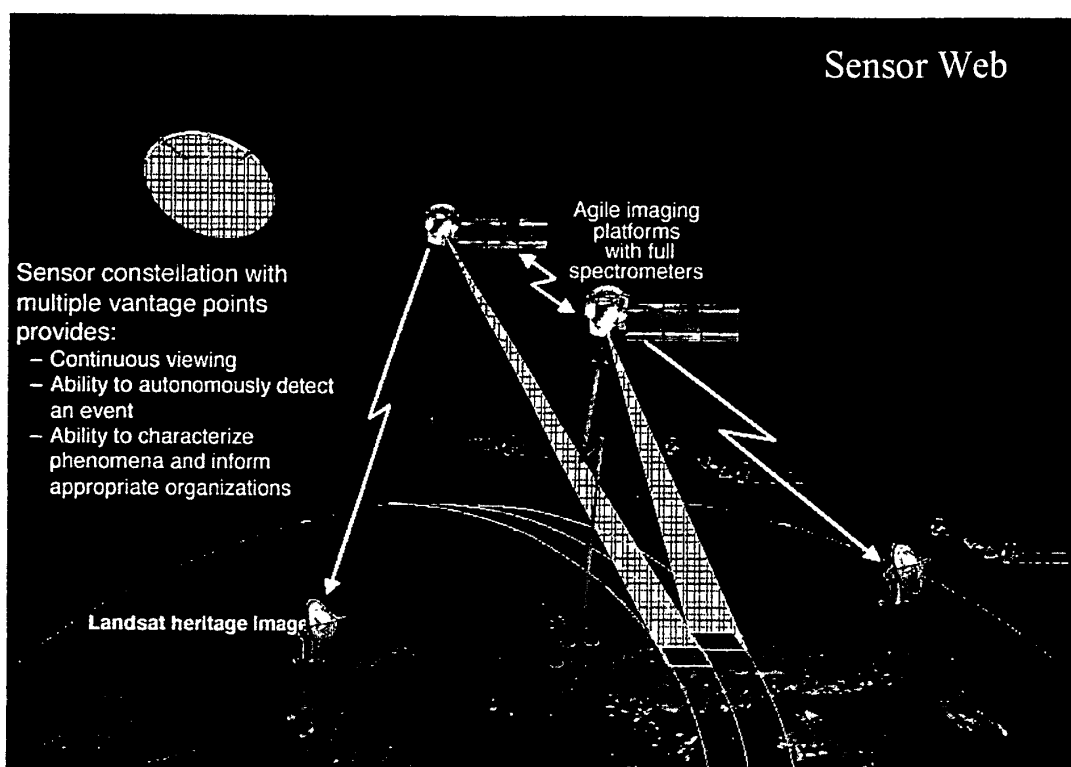 Sensor Web
Agile imaging
platforms
with full
spectrometers
Sensor constellation with
multiple vantage points
provides:
– Continuous viewing
– Ability to autonomously detect
an event
– Ability to characterize
phenomena and inform
appropriate organizations
Landsat heritage Image